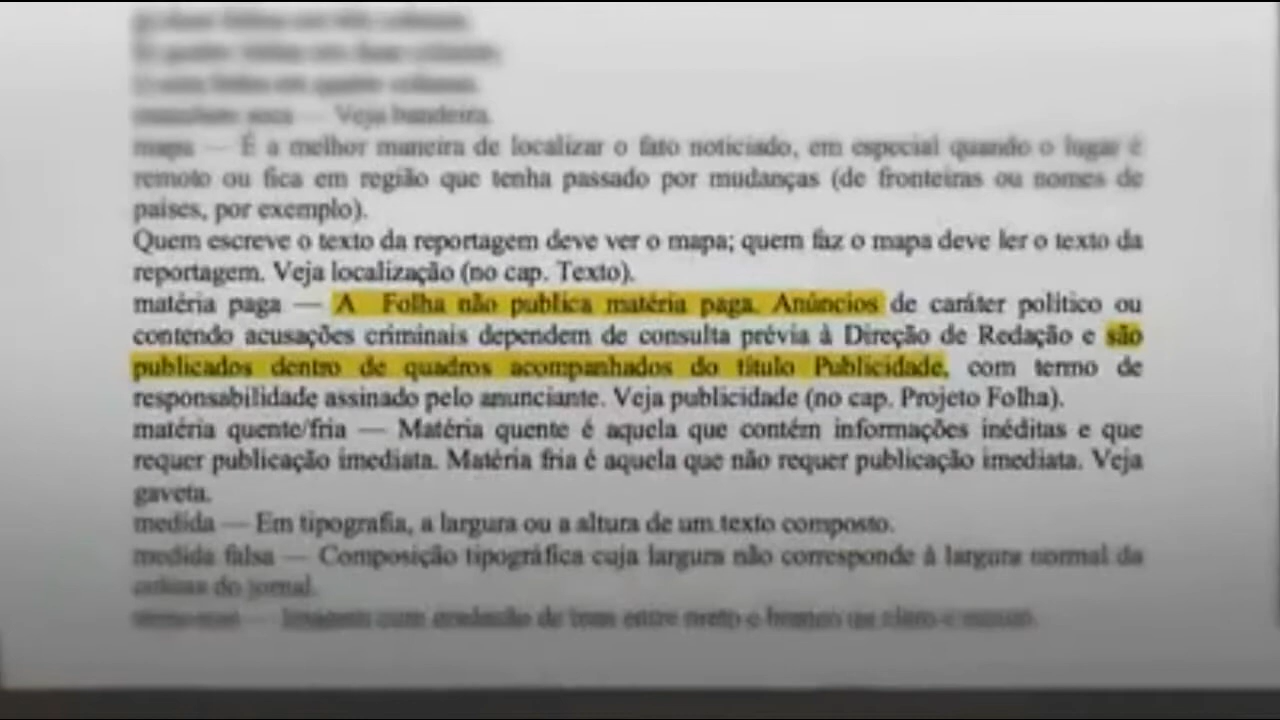 Veja bandeira.
mapa — É a melhor maneira de localizar o fato noticiado, em especial quando o lugar é
remoto ou fica em região que tenha passado por mudanças (de fronteiras ou nomes de
países, por exemplo).
Quem escreve o texto da reportagem deve ver o mapa; quem faz o mapa deve ler o texto da
reportagem. Veja localização (no cap. Texto).
matéria paga — A Folha não publica matéria paga. Anúncios de caráter político ou
contendo acusações criminais dependem de consulta prévia à Direção de Redação e são
publicados dentro de quadros acompanhados do título Publicidade, com termo de
responsabilidade assinado pelo anunciante. Veja publicidade (no cap. Projeto Folha).
matéria quente/fria — Matéria quente é aquela que contém informações inéditas e que
requer publicação imediata. Matéria fria é aquela que não requer publicação imediata. Veja
gaveta.
medida — Em tipografia, a largura ou a altura de um texto composto.
medida falsa — Composição tipográfica cuja largura não corresponde à largura normal da
coluna do jornal.